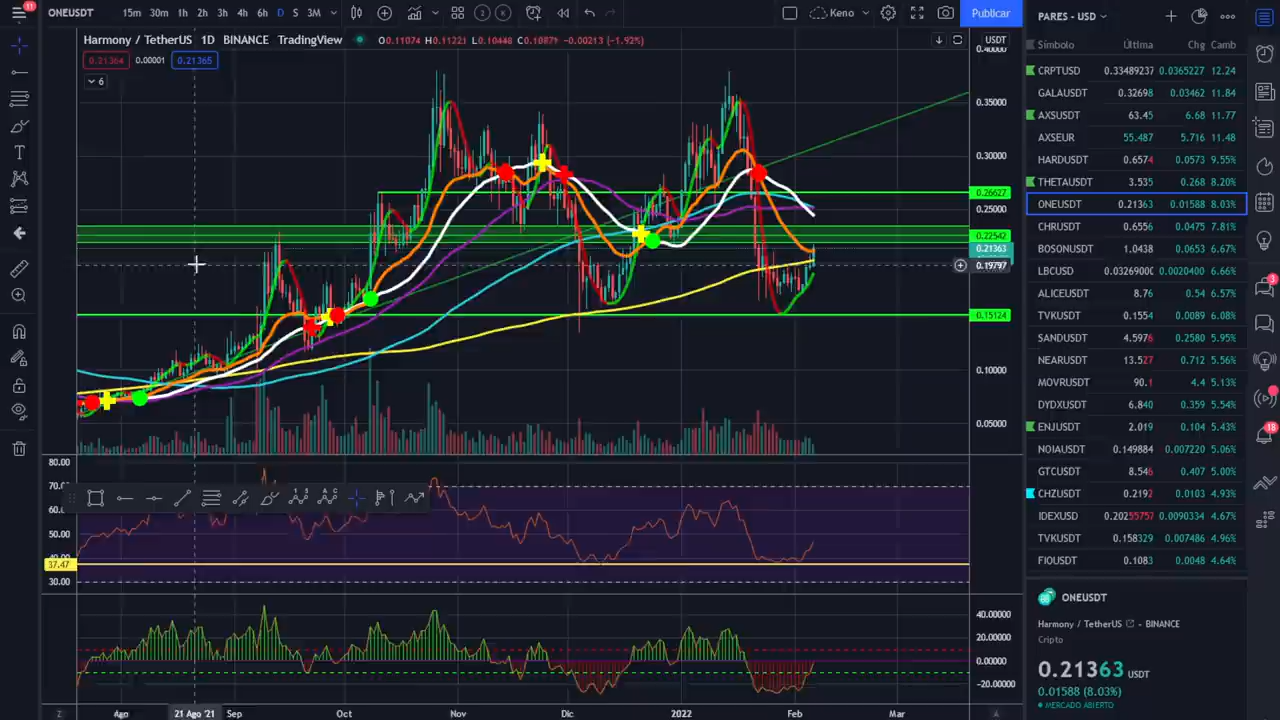 11
ONEUSDT 15m 30m 1h 2h 3h 4h 6h D S 3M 2 K Keno Publicar
Harmony / TetherUS 1D BINANCE TradingView O0.11074 H0.11221 L0.10448 C0.10871 -0.00213 (-1.92%)
0.21364 0.00001 0.21365
6
USDT
0.40000
0.35000
0.30000
0.26627
0.25000
0.22542
0.21363
0.19797
0.15124
0.10000
0.05000
80.00
70.
60.
50.00
40.00
37.47
30.00
40.00000
20.00000
0.00000
-20.00000
Z Ago 21 Ago '21 Sep Oct Nov Dic 2022 Feb Mar A
PARES - USD
Símbolo Última Chg Camb
CRPTUSD 0.33489237 0.0365227 12.24
GALAUSDT 0.32698 0.03462 11.84
AXSUSDT 63.45 6.68 11.77
AXSEUR 55.487 5.716 11.48
HARDUSDT 0.6574 0.0573 9.55%
THETAUSDT 3.535 0.268 8.20%
ONEUSDT 0.21363 0.01588 8.03%
CHRUSDT 0.6556 0.0475 7.81%
BOSONUSDT 1.0438 0.0653 6.67%
LBCUSD 0.0326900 0.0020400 6.66%
ALICEUSDT 8.76 0.54 6.57%
TVKUSDT 0.1554 0.0089 6.08%
SANDUSDT 4.5976 0.2580 5.95%
NEARUSDT 13.527 0.712 5.56%
MOVRUSDT 90.1 4.4 5.13%
DYDXUSDT 6.840 0.359 5.54%
ENJUSDT 2.019 0.104 5.43%
NOIAUSDT 0.149884 0.007220 5.06%
GTCUSDT 8.546 0.407 5.00%
CHZUSDT 0.2192 0.0103 4.93%
IDEXUSD 0.20255757 0.0090334 4.67%
TVKUSDT 0.158329 0.007486 4.96%
FIOUSDT 0.1083 0.0048 4.64%
3
18
ONEUSDT
Harmony / TetherUS - BINANCE
Cripto
0.21363 USDT
0.01588 (8.03%)
MERCADO ABIERTO